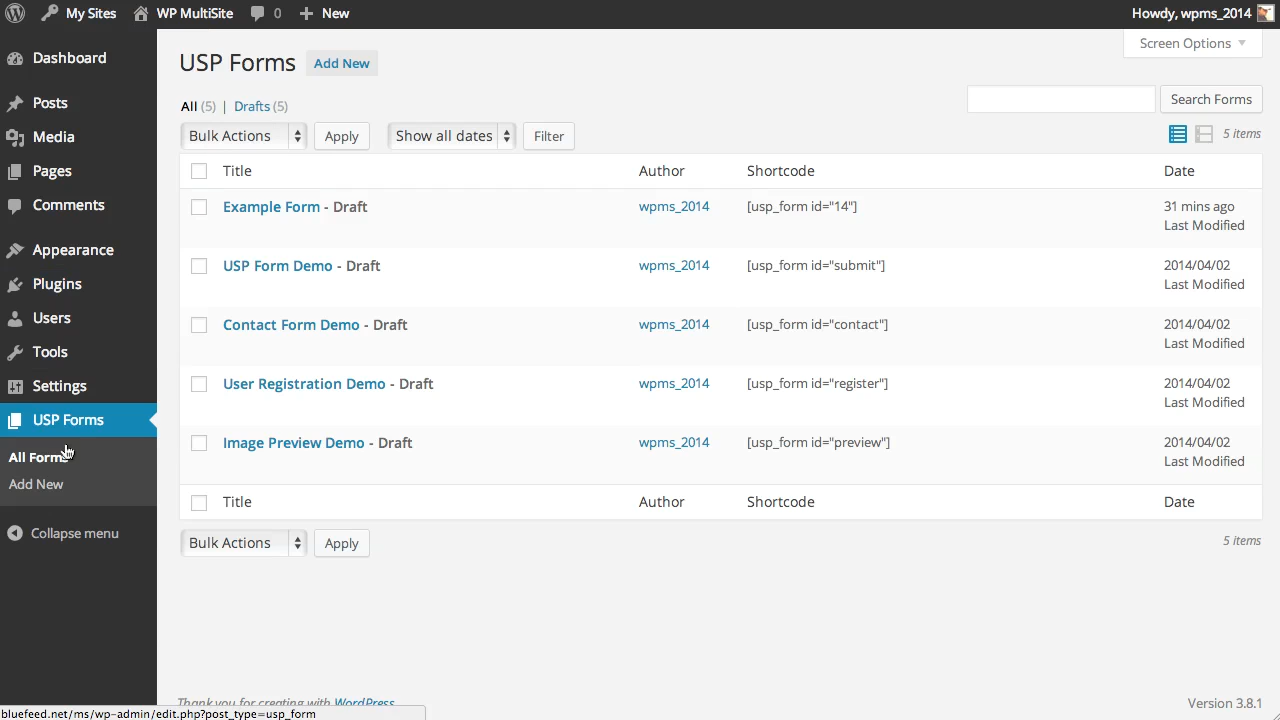 My Sites WP MultiSite 0 New Howdy, wpms_2014
Screen Options
Dashboard
Posts
Media
Pages
Comments
Appearance
Plugins
Users
Tools
Settings
USP Forms
All Forms
Add New
Collapse menu
USP Forms Add New
All (5) | Drafts (5)
Search Forms
Bulk Actions Apply Show all dates Filter 5 items
Title Author Shortcode Date
Example Form - Draft wpms_2014 [usp_form id="14"] 31 mins ago
Last Modified
USP Form Demo - Draft wpms_2014 [usp_form id="submit"] 2014/04/02
Last Modified
Contact Form Demo - Draft wpms_2014 [usp_form id="contact"] 2014/04/02
Last Modified
User Registration Demo - Draft wpms_2014 [usp_form id="register"] 2014/04/02
Last Modified
Image Preview Demo - Draft wpms_2014 [usp_form id="preview"] 2014/04/02
Last Modified
Title Author Shortcode Date
Bulk Actions Apply 5 items
Thank you for creating with WordPress. Version 3.8.1
bluefeed.net/ms/wp-admin/edit.php?post_type=usp_form